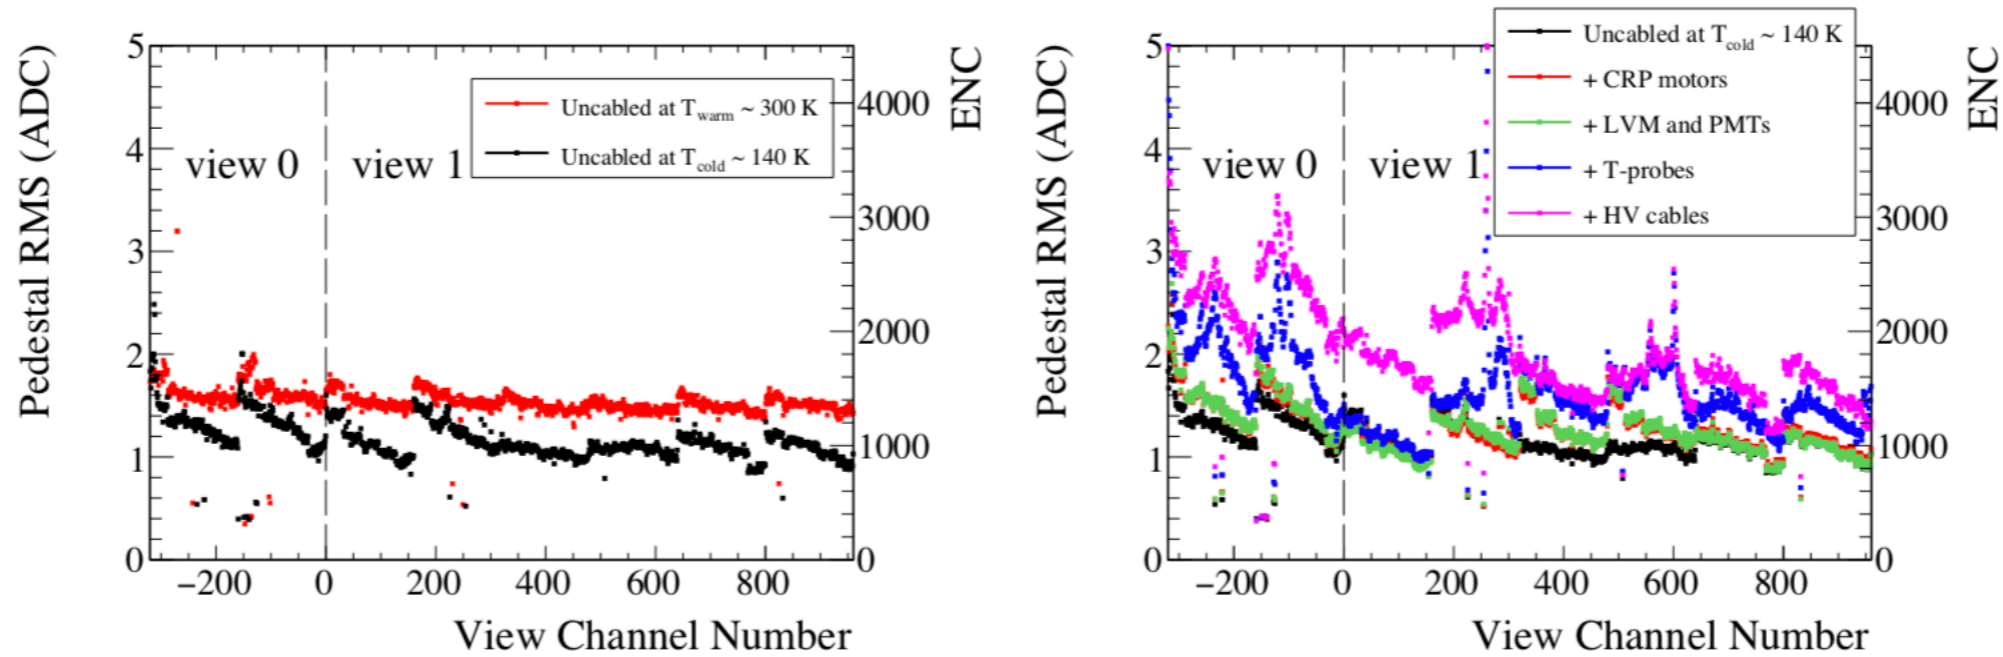 Pedestal RMS (ADC)
5
4
3
2
1
0
view 0
view 1
Uncabled at Twarm ~ 300 K
Uncabled at Tcold ~ 140 K
4000
3000
2000
1000
0
ENC
−200 0 200 400 600 800
View Channel Number
Pedestal RMS (ADC)
5
4
3
2
1
0
view 0
view 1
Uncabled at Tcold ~ 140 K
+ CRP motors
+ LVM and PMTs
+ T-probes
+ HV cables
4000
3000
2000
1000
0
ENC
−200 0 200 400 600 800
View Channel Number